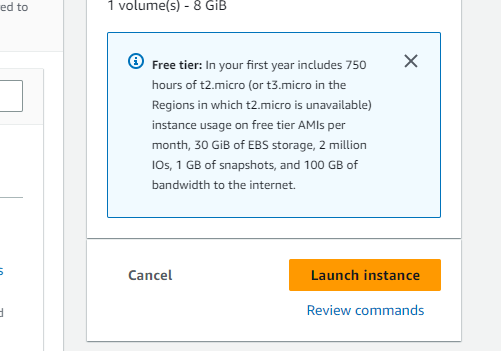 red to
1 volume(s) - 8 GiB
Free tier: In your first year includes 750
hours of t2.micro (or t3.micro in the
Regions in which t2.micro is unavailable)
instance usage on free tier AMIs per
month, 30 GiB of EBS storage, 2 million
IOs, 1 GB of snapshots, and 100 GB of
bandwidth to the internet.
s
d
Cancel
Launch instance
Review commands